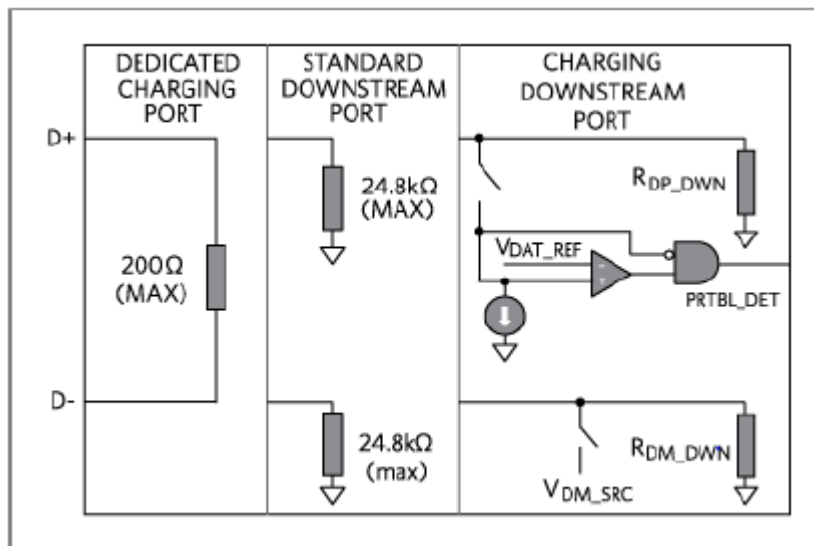 DEDICATED
CHARGING
PORT
STANDARD
DOWNSTREAM
PORT
CHARGING
DOWNSTREAM
PORT
D+
24.8kΩ
(MAX)
RDP_DWN
200Ω
(MAX)
VDAT_REF
PRTBL_DET
D-
24.8kΩ
(max)
RDM_DWN
VDM_SRC